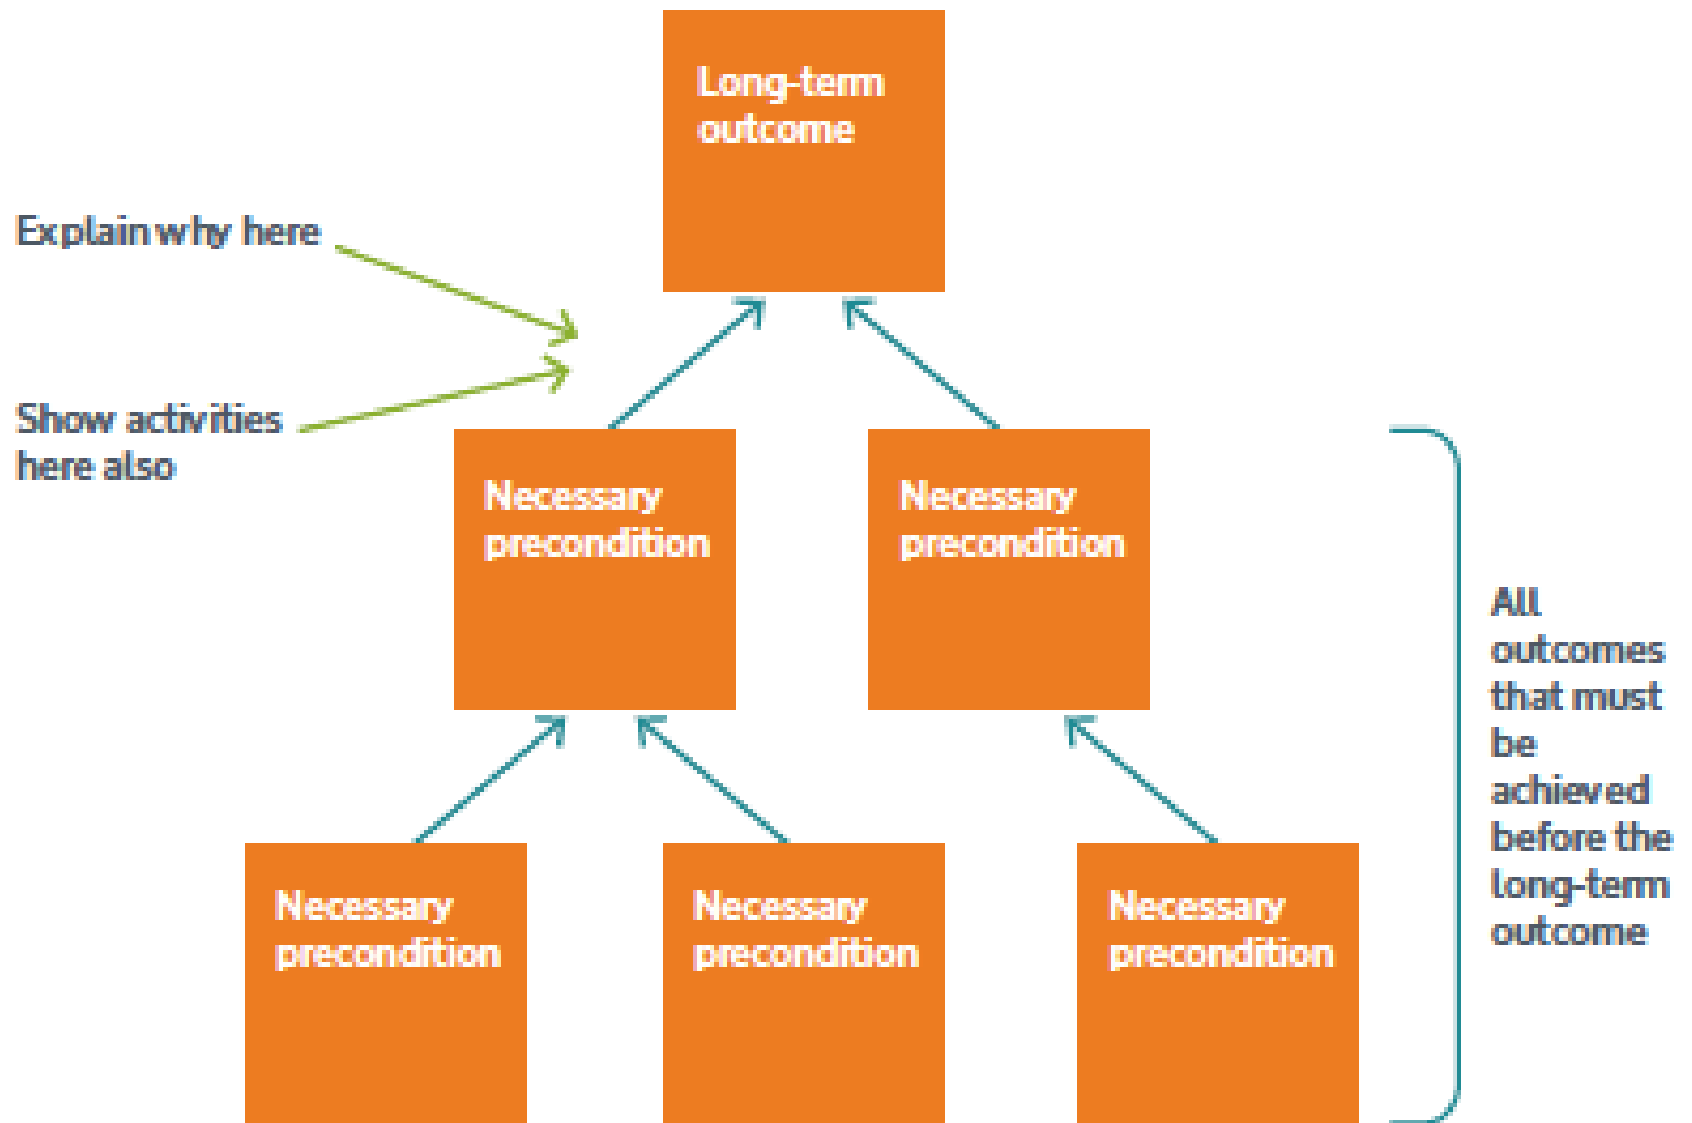 Long-term
outcome
Explain why here
Show activities
here also
Necessary
precondition
Necessary
precondition
All
outcomes
that must
be
achieved
before the
long-term
outcome
Necessary
precondition
Necessary
precondition
Necessary
precondition